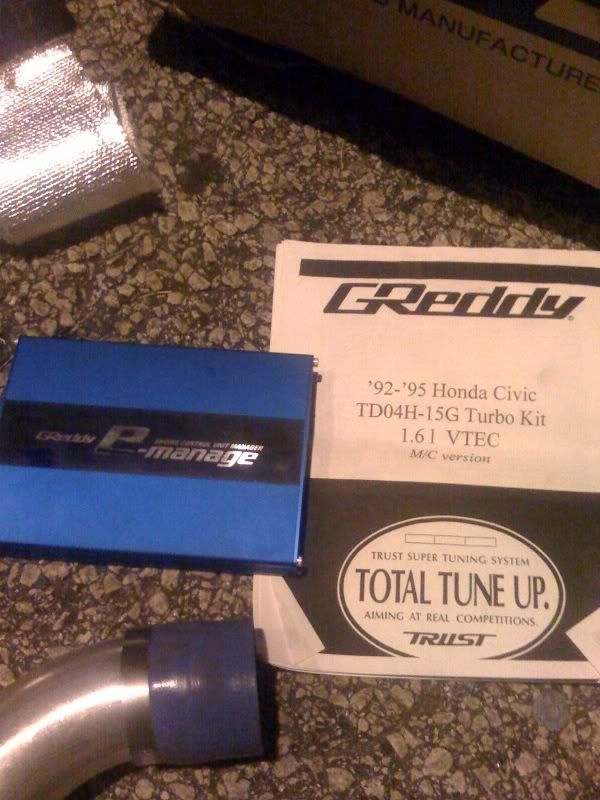 MANUFACTURE
GReddy
'92-'95 Honda Civic
TD04H-15G Turbo Kit
1.6l VTEC
M/C version
GReddy e-manage
ENGINE CONTROL UNIT MANAGER
TRUST SUPER TUNING SYSTEM
TOTAL TUNE UP.
AIMING AT REAL COMPETITIONS.
TRUST